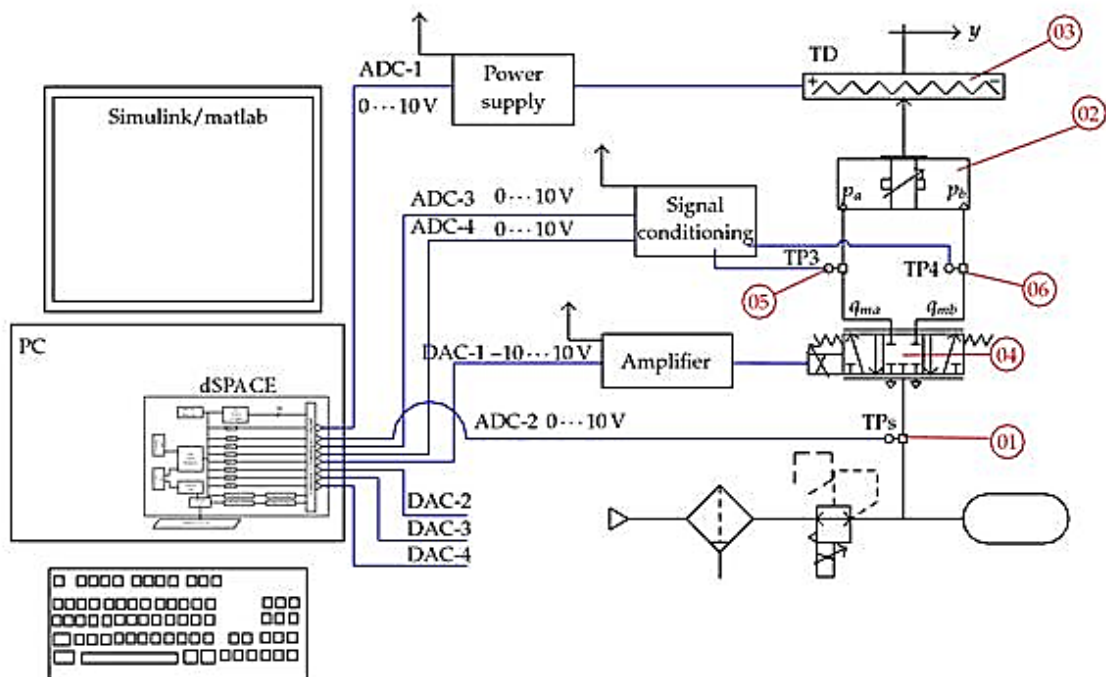 y
03
TD
+
−
ADC-1
0⋯10 V
Power
supply
Simulink/matlab
02
pa
pb
ADC-3 0⋯10 V
ADC-4 0⋯10 V
Signal
conditioning
TP3
TP4
05
06
qma
qmb
PC
DAC-1 −10⋯10 V
Amplifier
04
dSPACE
ADC-2 0⋯10 V
TPs
01
DAC-2
DAC-3
DAC-4